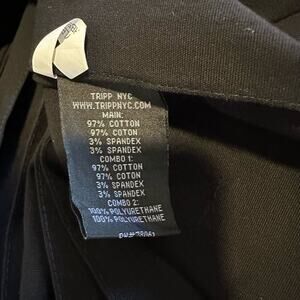 TRIPP NYC
WWW.TRIPPNYC.COM
MAIN:
97% COTTON
97% COTON
3% SPANDEX
3% SPANDEX
COMBO 1:
97% COTTON
97% COTON
3% SPANDEX
3% SPANDEX
COMBO 2:
100% POLYURETHANE
100% POLYURETHANE